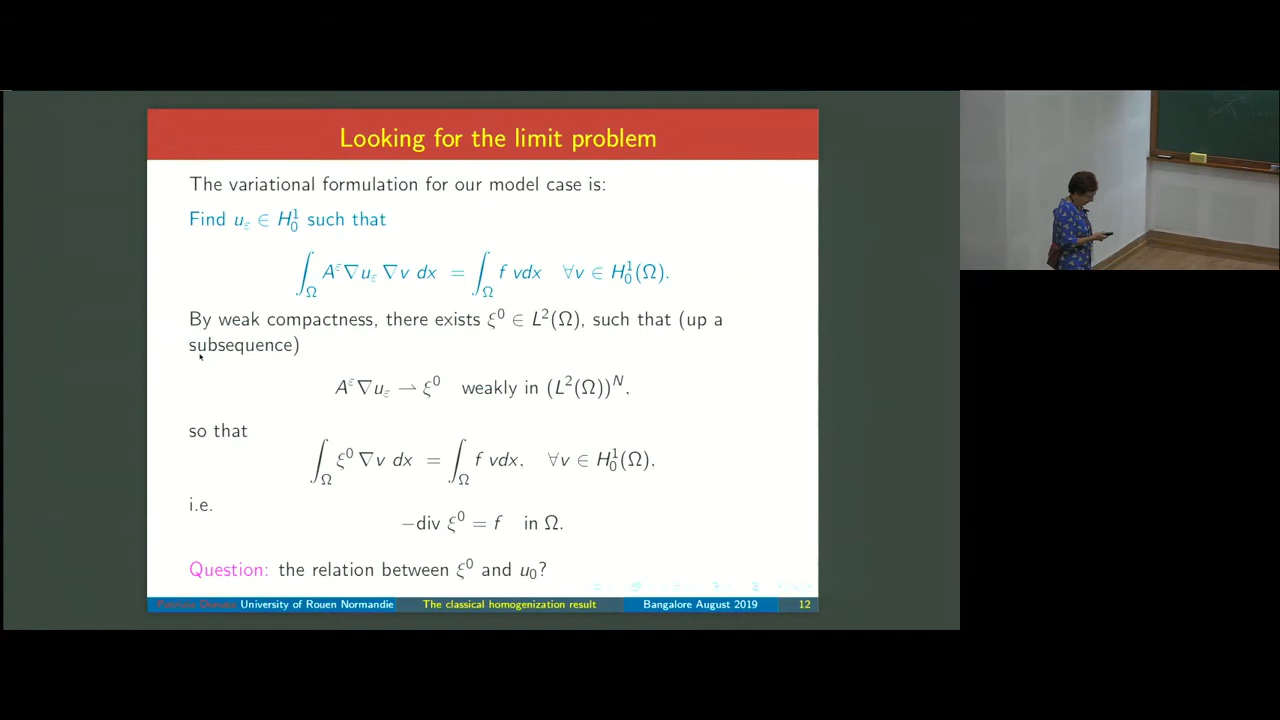 Looking for the limit problem
The variational formulation for our model case is:
Find u_ε ∈ H^1_0 such that
∫_Ω A^ε ∇u_ε ∇v dx = ∫_Ω f vdx ∀v ∈ H^1_0(Ω).
By weak compactness, there exists ξ^0 ∈ L^2(Ω), such that (up a
subsequence)
A^ε∇u_ε ⇀ ξ^0 weakly in (L^2(Ω))^N,
so that
∫_Ω ξ^0 ∇v dx = ∫_Ω f vdx, ∀v ∈ H^1_0(Ω),
i.e.
−div ξ^0 = f in Ω.
Question: the relation between ξ^0 and u_0?
University of Rouen Normandie The classical homogenization result Bangalore August 2019 12